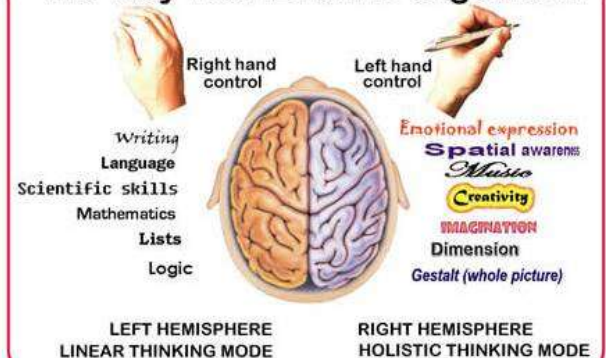 Right hand
control
Left hand
control
Writing
Language
Scientific skills
Mathematics
Lists
Logic
Emotional expression
Spatial awareness
Music
Creativity
IMAGINATION
Dimension
Gestalt (whole picture)
LEFT HEMISPHERE
LINEAR THINKING MODE
RIGHT HEMISPHERE
HOLISTIC THINKING MODE